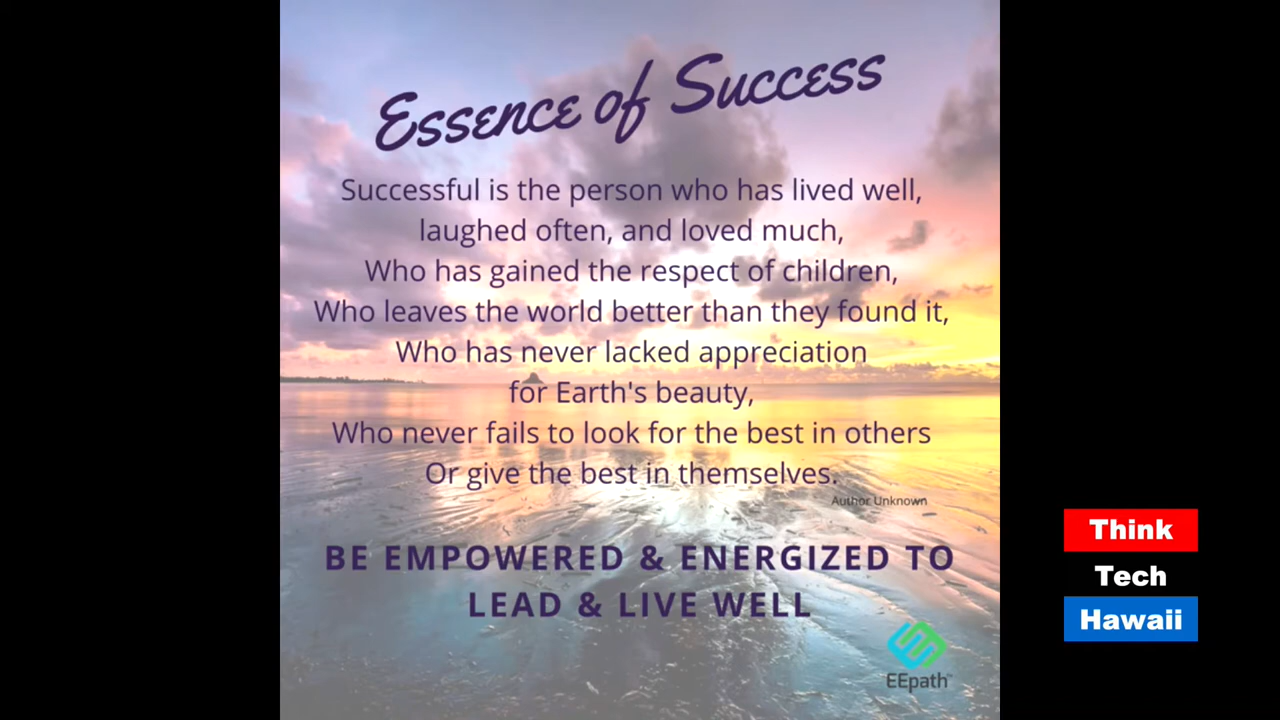 Essence of Success
Successful is the person who has lived well,
laughed often, and loved much,
Who has gained the respect of children,
Who leaves the world better than they found it,
Who has never lacked appreciation
for Earth's beauty,
Who never fails to look for the best in others
Or give the best in themselves.
Author Unknown
BE EMPOWERED & ENERGIZED TO
LEAD & LIVE WELL
EEpath
Think
Tech
Hawaii